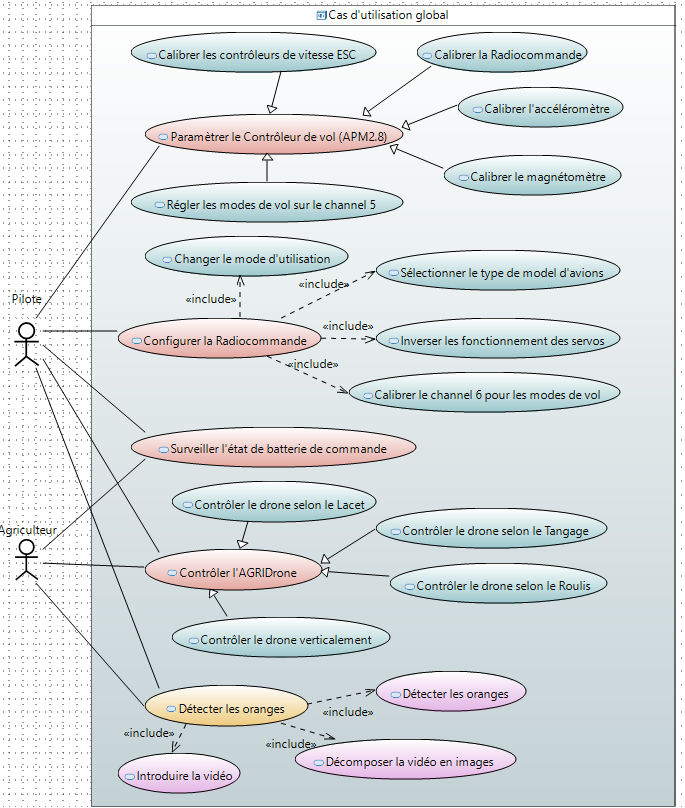 Cas d'utilisation global
Calibrer les contrôleurs de vitesse ESC
Calibrer la Radiocommande
Calibrer l'accéléromètre
Paramètrer le Contrôleur de vol (APM2.8)
Calibrer le magnétomètre
Régler les modes de vol sur le channel 5
Changer le mode d'utilisation
Sélectionner le type de model d'avions
«include»
«include»
Pilote
«include»
Configurer la Radiocommande
Inverser les fonctionnement des servos
«include»
Calibrer le channel 6 pour les modes de vol
Surveiller l'état de batterie de commande
Contrôler le drone selon le Lacet
Agriculteur
Contrôler le drone selon le Tangage
Contrôler l'AGRIDrone
Contrôler le drone selon le Roulis
Contrôler le drone verticalement
Détecter les oranges
Détecter les oranges
«include»
«include»
«include»
Décomposer la vidéo en images
Introduire la vidéo